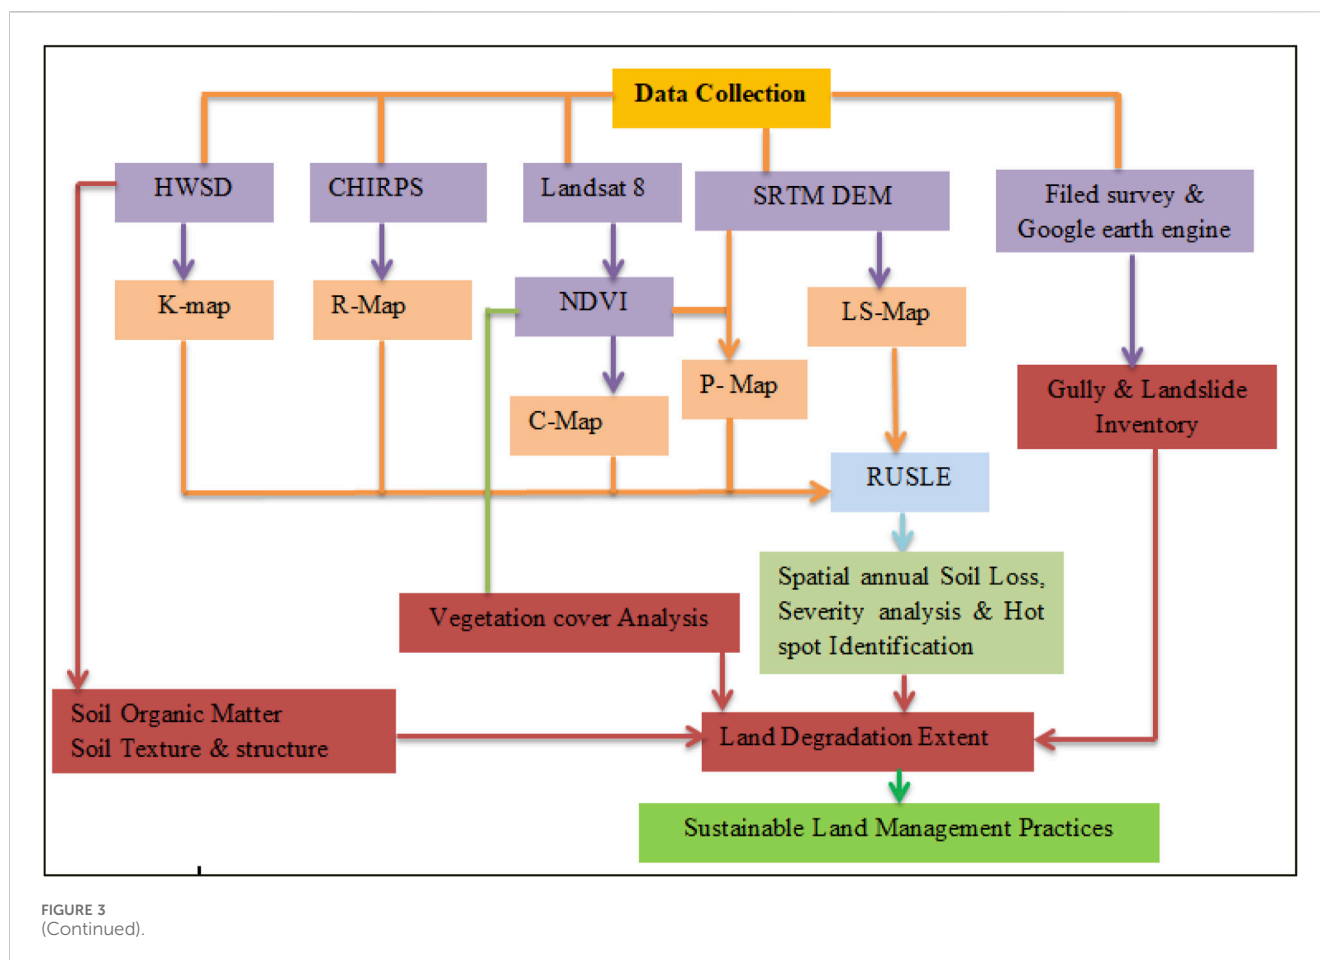 Data Collection
HWSD
CHIRPS
Landsat 8
SRTM DEM
Filed survey &
Google earth engine
K-map
R-Map
NDVI
LS-Map
P- Map
C-Map
Gully & Landslide
Inventory
RUSLE
Spatial annual Soil Loss,
Severity analysis & Hot
spot Identification
Vegetation cover Analysis
Soil Organic Matter
Soil Texture & structure
Land Degradation Extent
Sustainable Land Management Practices
FIGURE 3
(Continued).